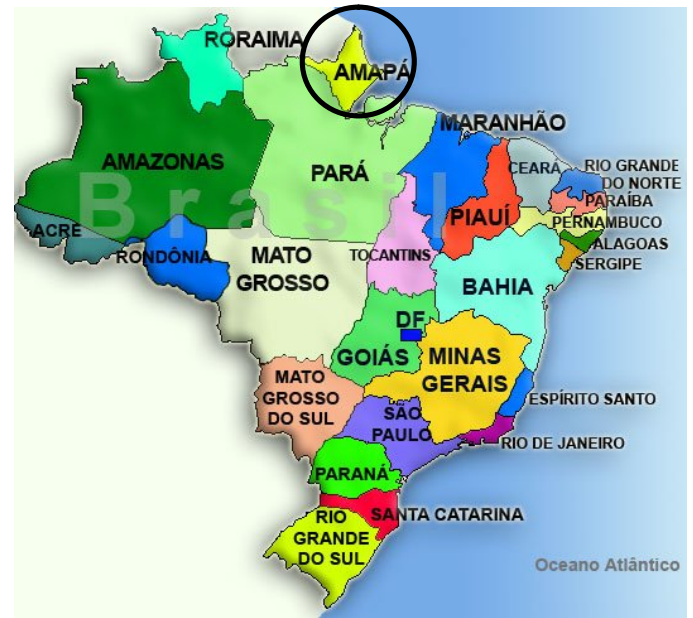 RORAIMA
AMAPÁ
MARANHÃO
AMAZONAS
PARÁ
CEARÁ
RIO GRANDE
DO NORTE
PARAÍBA
Brasil
PIAUÍ
PERNAMBUCO
ACRE
ALAGOAS
RONDÔNIA
MATO
GROSSO
TOCANTINS
SERGIPE
BAHIA
DF
GOIÁS
MINAS
GERAIS
MATO
GROSSO
DO SUL
ESPÍRITO SANTO
SÃO
PAULO
RIO DE JANEIRO
PARANÁ
SANTA CATARINA
RIO
GRANDE
DO SUL
Oceano Atlântico